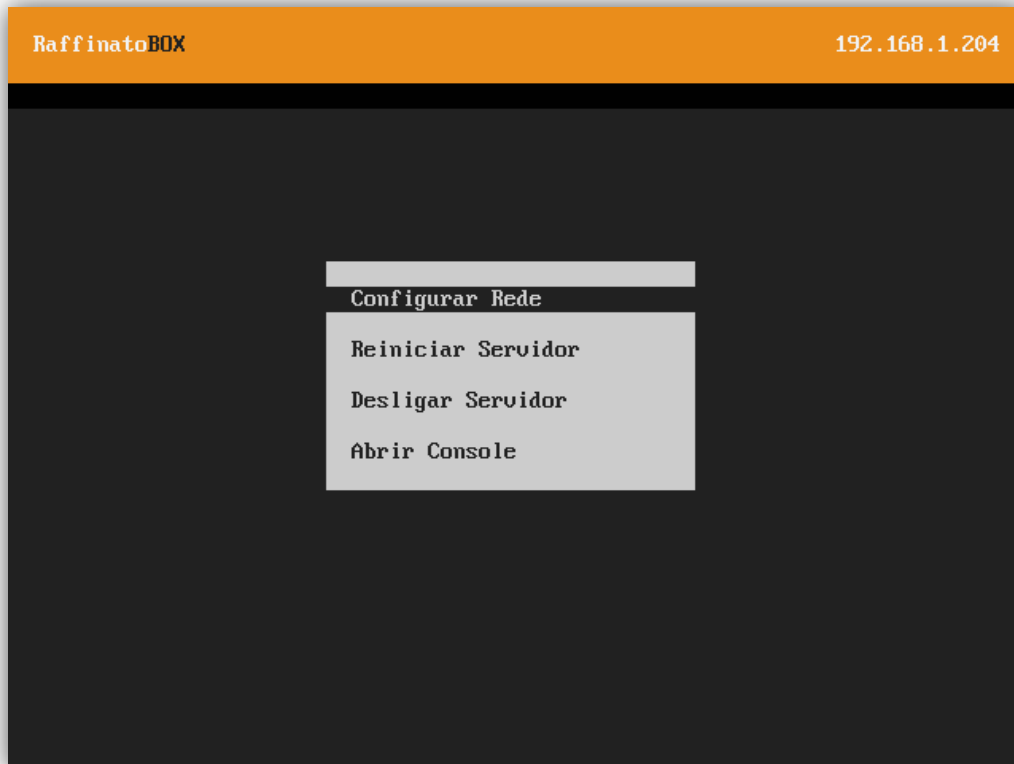 RaffinatoBOX 192.168.1.204
Configurar Rede
Reiniciar Servidor
Desligar Servidor
Abrir Console